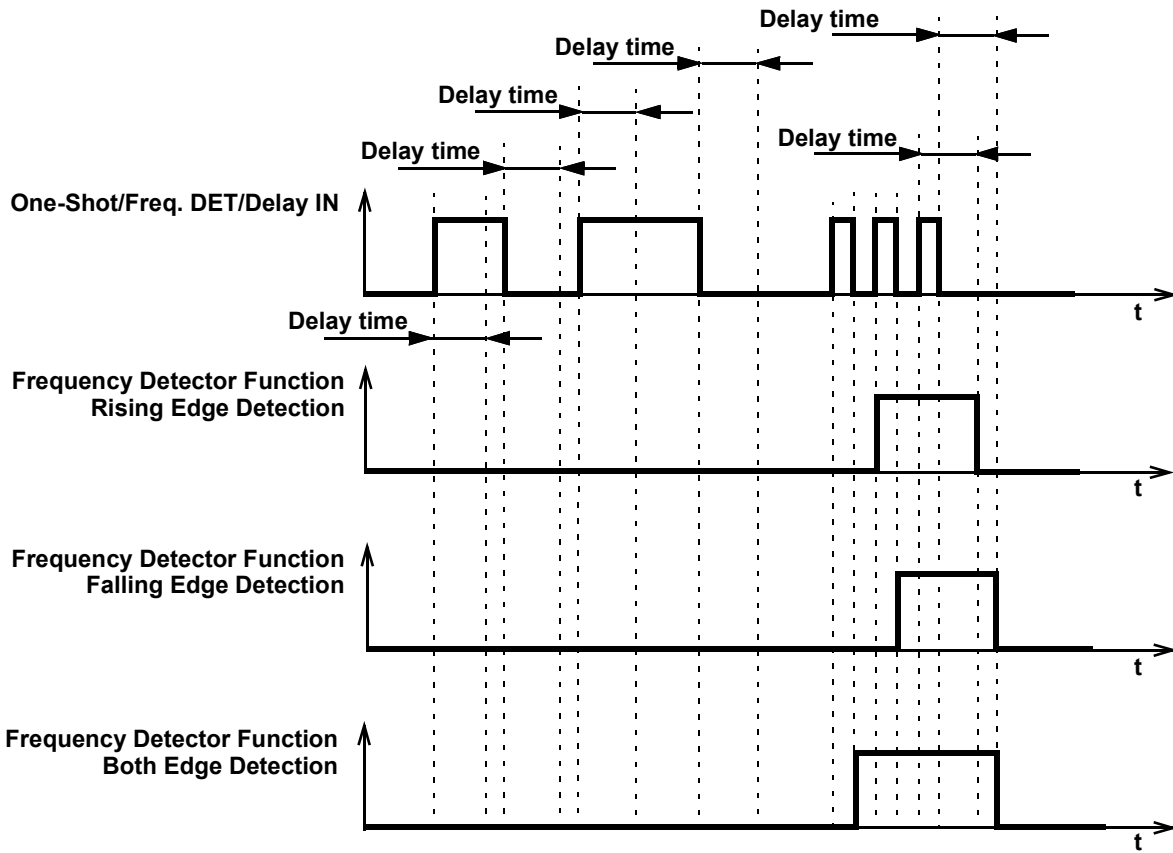 Delay time
Delay time
Delay time
Delay time
Delay time
One-Shot/Freq. DET/Delay IN
t
Delay time
Frequency Detector Function
Rising Edge Detection
t
Frequency Detector Function
Falling Edge Detection
t
Frequency Detector Function
Both Edge Detection
t